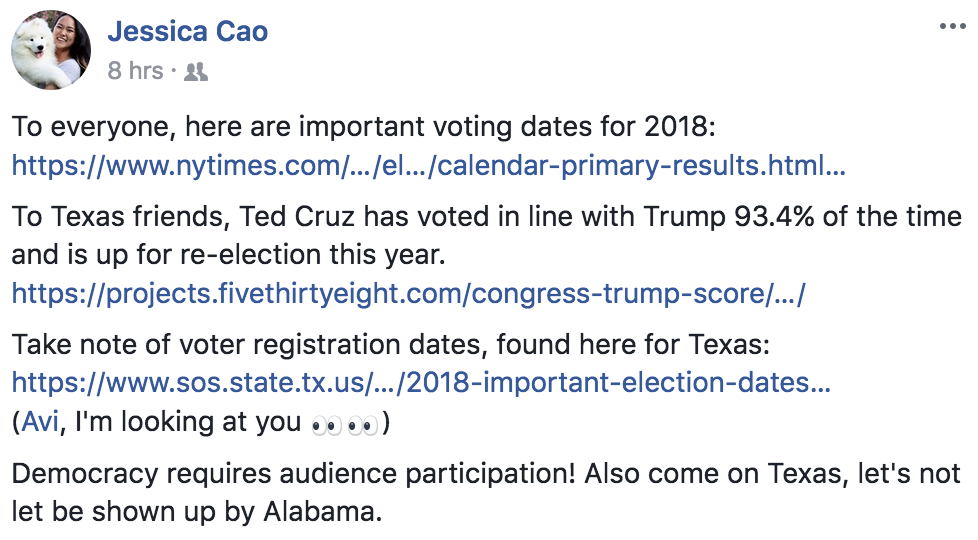 Jessica Cao
8 hrs ·
To everyone, here are important voting dates for 2018:
https://www.nytimes.com/.../el.../calendar-primary-results.html...
To Texas friends, Ted Cruz has voted in line with Trump 93.4% of the time
and is up for re-election this year.
https://projects.fivethirtyeight.com/congress-trump-score/.../
Take note of voter registration dates, found here for Texas:
https://www.sos.state.tx.us/.../2018-important-election-dates...
(Avi, I'm looking at you 👀👀)
Democracy requires audience participation! Also come on Texas, let's not
let be shown up by Alabama.